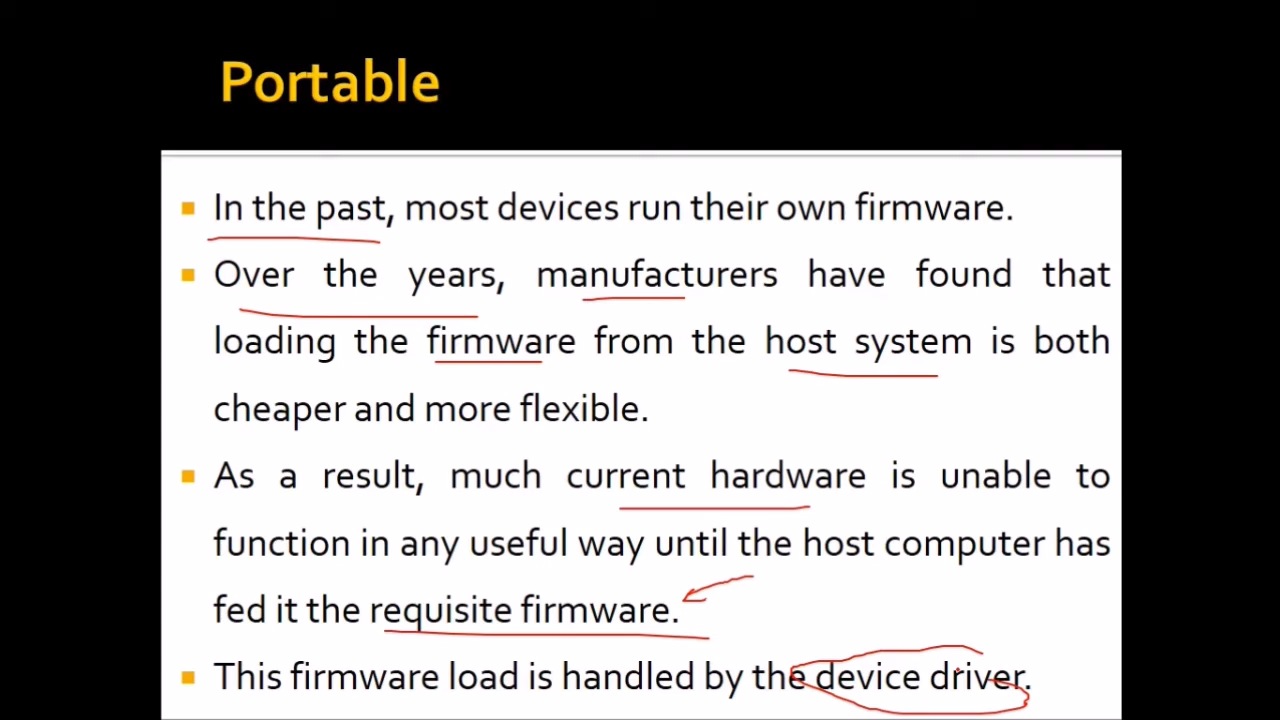 Portable
In the past, most devices run their own firmware.
Over the years, manufacturers have found that
loading the firmware from the host system is both
cheaper and more flexible.
As a result, much current hardware is unable to
function in any useful way until the host computer has
fed it the requisite firmware.
This firmware load is handled by the device driver.